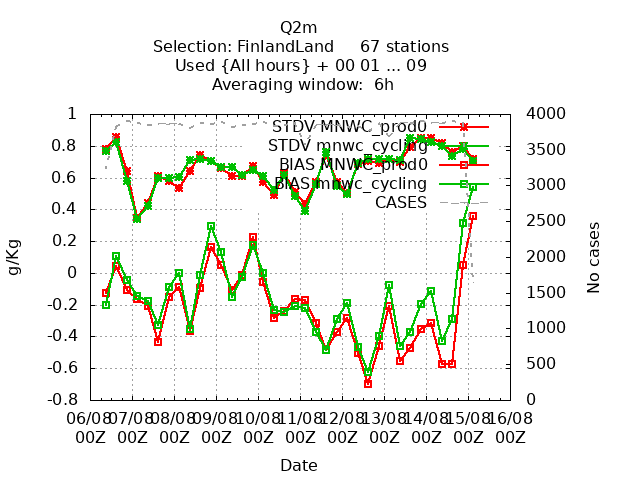 Q2m
Selection: FinlandLand 67 stations
Used {All hours} + 00 01 ... 09
Averaging window: 6h
1 4000
STDV MNWC_prod0
0.8 3500
STDV mnwc_cycling
BIAS MNWC_prod0
0.6 3000
BIAS mnwc_cycling
CASES
0.4 2500
0.2 2000
g/Kg No cases
0 1500
-0.2 1000
-0.4 500
-0.6
-0.8 0
06/08 07/08 08/08 09/08 10/08 11/08 12/08 13/08 14/08 15/08 16/08
00Z 00Z 00Z 00Z 00Z 00Z 00Z 00Z 00Z 00Z 00Z
Date